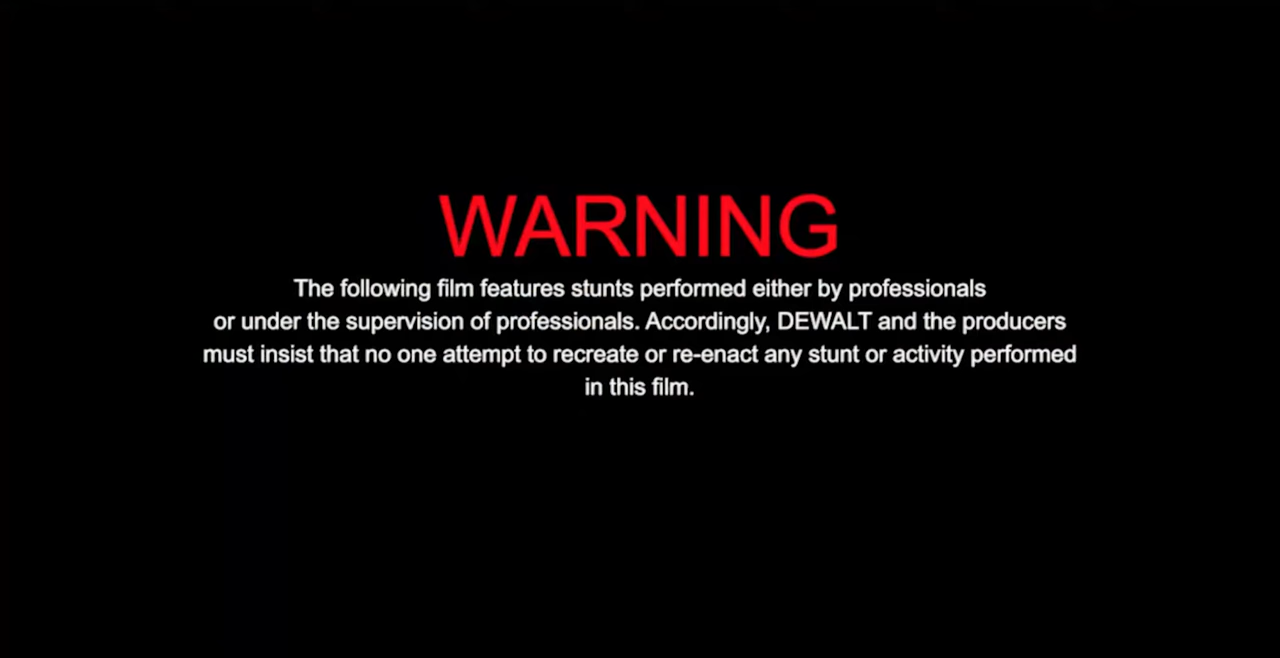 WARNING
The following film features stunts performed either by professionals
or under the supervision of professionals. Accordingly, DEWALT and the producers
must insist that no one attempt to recreate or re-enact any stunt or activity performed
in this film.